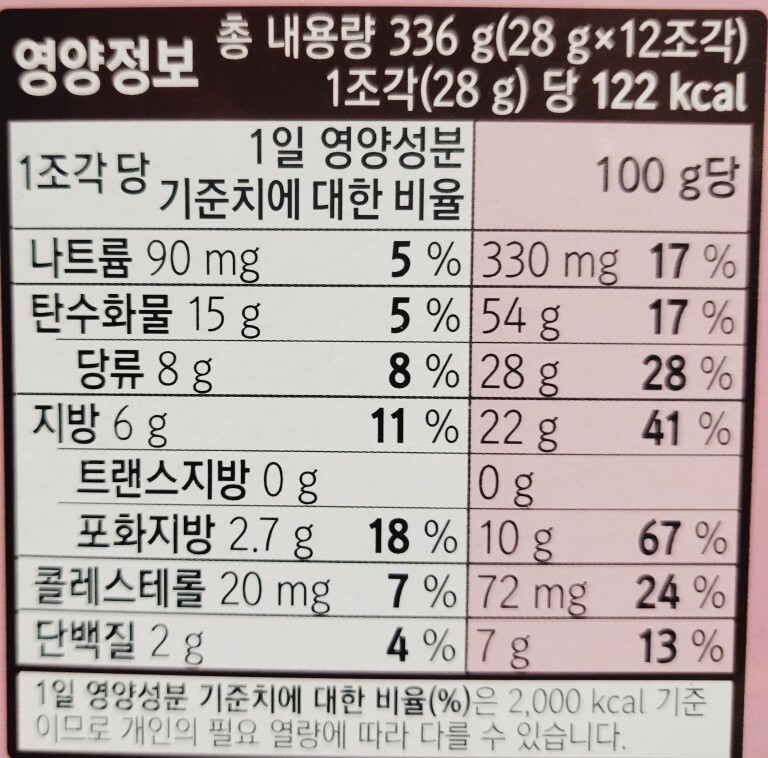 영양정보 총 내용량 336 g(28 g×12조각)
1조각(28 g) 당 122 kcal
1조각 당 1일 영양성분 기준치에 대한 비율 100 g당
나트륨 90 mg 5 % 330 mg 17 %
탄수화물 15 g 5 % 54 g 17 %
당류 8 g 8 % 28 g 28 %
지방 6 g 11 % 22 g 41 %
트랜스지방 0 g 0 g
포화지방 2.7 g 18 % 10 g 67 %
콜레스테롤 20 mg 7 % 72 mg 24 %
단백질 2 g 4 % 7 g 13 %
1일 영양성분 기준치에 대한 비율(%)은 2,000 kcal 기준
이므로 개인의 필요 열량에 따라 다를 수 있습니다.